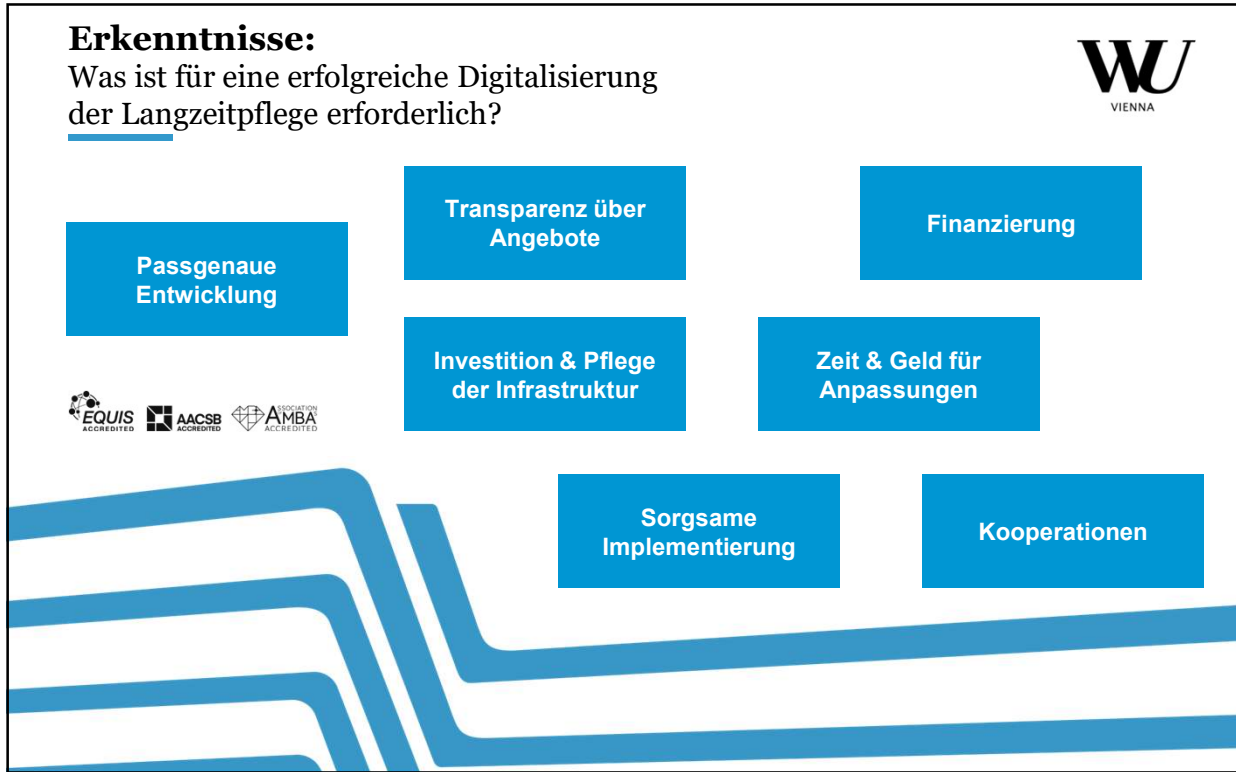 Erkenntnisse:
Was ist für eine erfolgreiche Digitalisierung
der Langzeitpflege erforderlich?
WU
VIENNA
Transparenz über
Angebote
Finanzierung
Passgenaue
Entwicklung
Investition & Pflege
der Infrastruktur
Zeit & Geld für
Anpassungen
EQUIS
ACCREDITED
AACSB
ACCREDITED
ASSOCIATION
AMBA
ACCREDITED
Sorgsame
Implementierung
Kooperationen